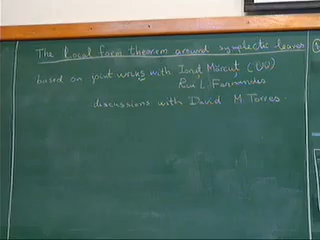 The local form theorem around symplectic leaves
based on joint works with Ionut Marcut (UU)
Rui L. Fernandes
discussions with David M. Torres.